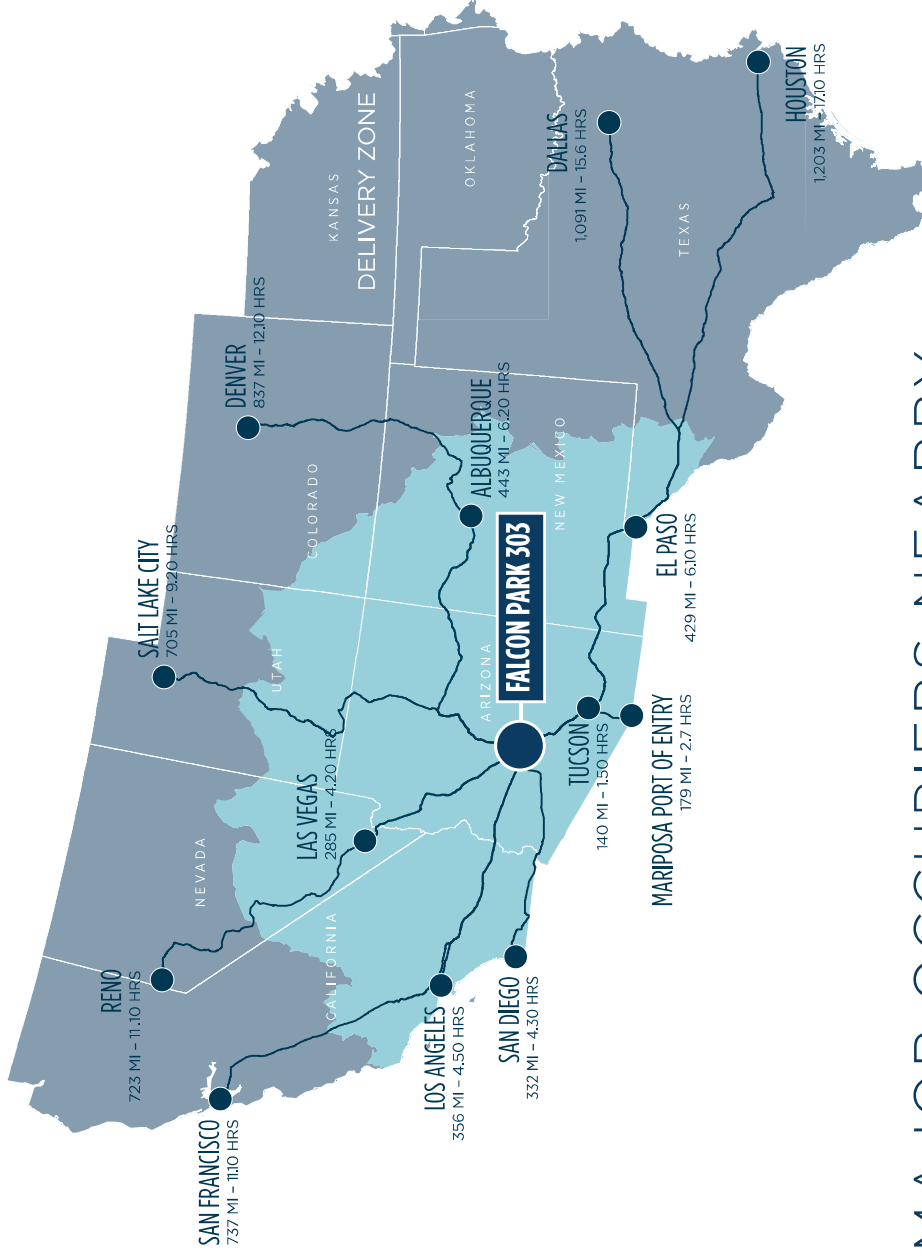 SAN FRANCISCO
737 MI – 11.10 HRS
RENO
723 MI – 11.10 HRS
SALT LAKE CITY
705 MI – 9.20 HRS
DENVER
837 MI – 12.10 HRS
KANSAS
DELIVERY ZONE
NEVADA
UTAH
COLORADO
OKLAHOMA
CALIFORNIA
LAS VEGAS
285 MI – 4.20 HRS
ALBUQUERQUE
443 MI – 6.20 HRS
DALLAS
1,091 MI – 15.6 HRS
LOS ANGELES
356 MI – 4.50 HRS
ARIZONA
FALCON PARK 303
NEW MEXICO
SAN DIEGO
332 MI – 4.30 HRS
TUCSON
140 MI – 1.50 HRS
EL PASO
429 MI – 6.10 HRS
TEXAS
MARIPOSA PORT OF ENTRY
179 MI – 2.7 HRS
HOUSTON
1,203 MI – 17.10 HRS
MAJOR OCCUPIERS NEARBY